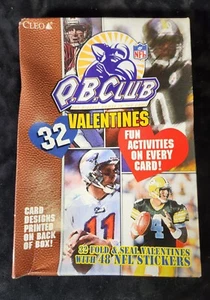 CLEO
NFL
Q.B. CLUB
32
VALENTINES
FUN
ACTIVITIES
ON EVERY
CARD!
CARD
DESIGNS
PRINTED
ON BACK
OF BOX!
11
4
32 FOLD & SEAL VALENTINES
WITH 48 NFL STICKERS